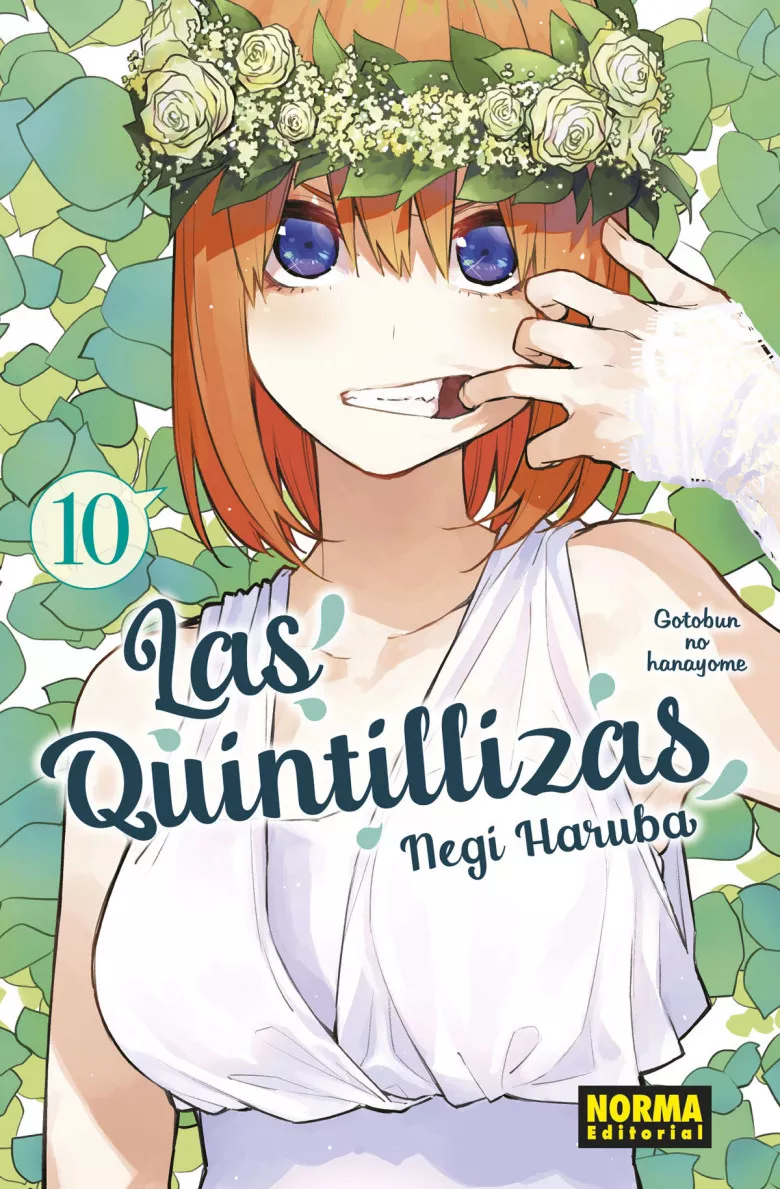 10
Las
Quintillizas
Gotobun
no
hanayome
Negi Haruba
NORMA
Editorial